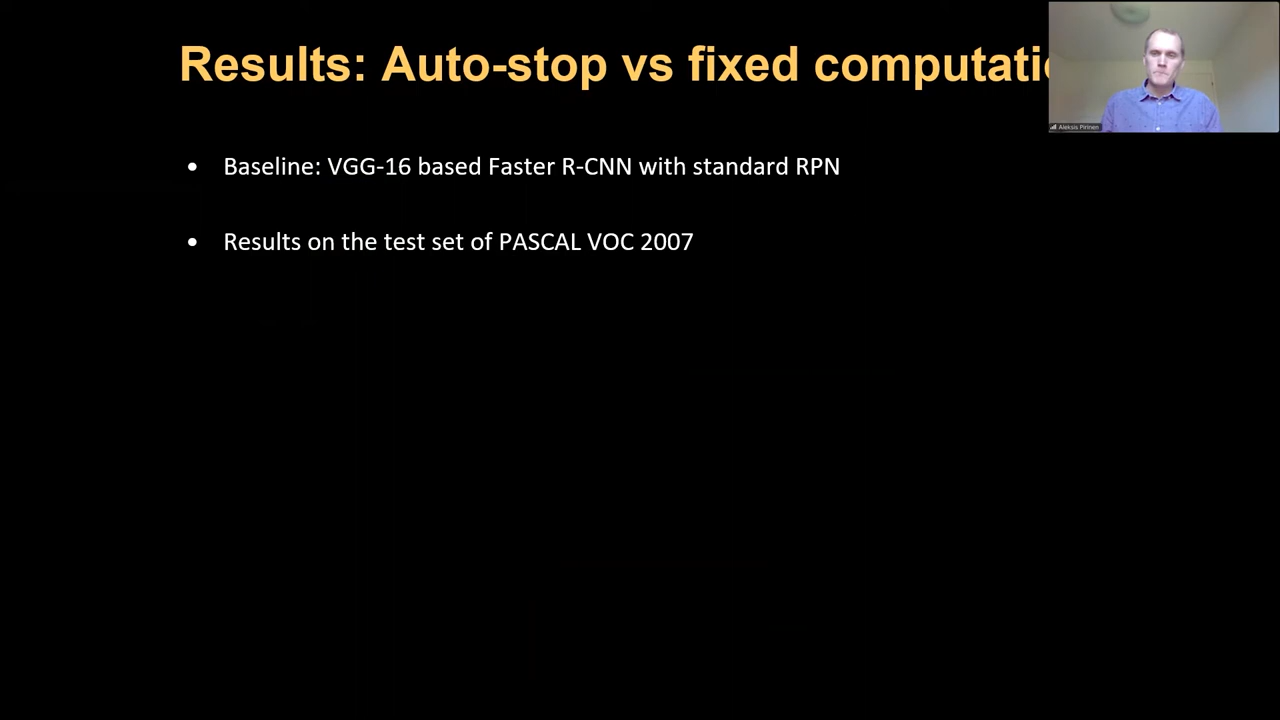 Results: Auto-stop vs fixed computati
Aleksis Pirinen
• Baseline: VGG-16 based Faster R-CNN with standard RPN
• Results on the test set of PASCAL VOC 2007